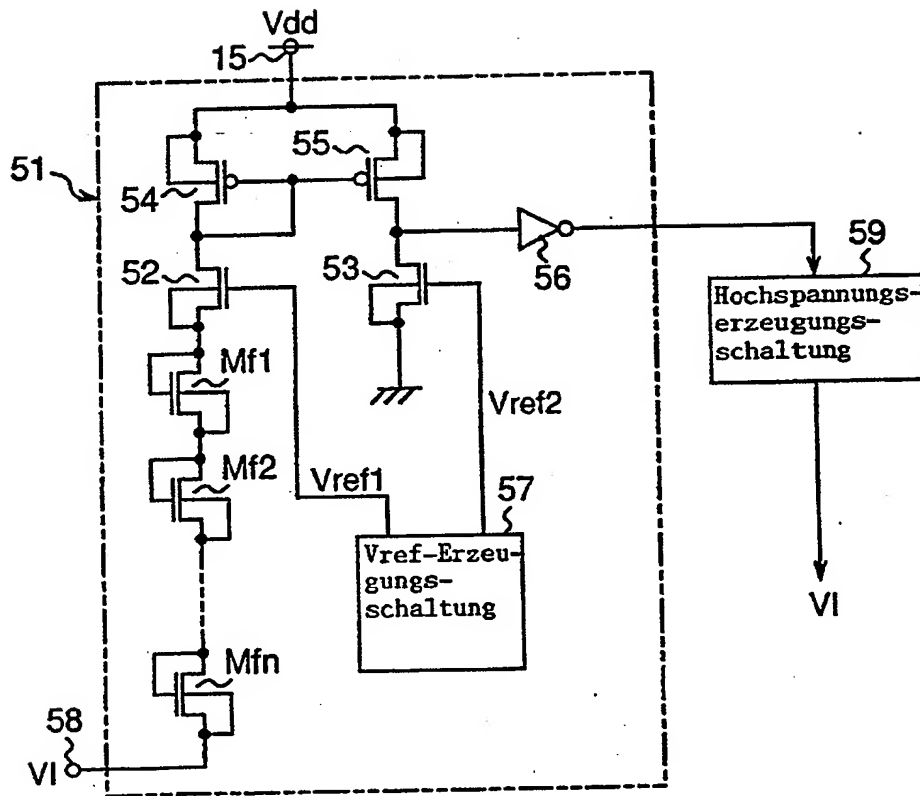 Vdd
15
51
54
55
52
53
56
59
Hochspannungs-
erzeugungs-
schaltung
Mf1
Vref2
Mf2
Vref1
57
Vref-Erzeu-
gungs-
schaltung
VI
Mfn
58
VI